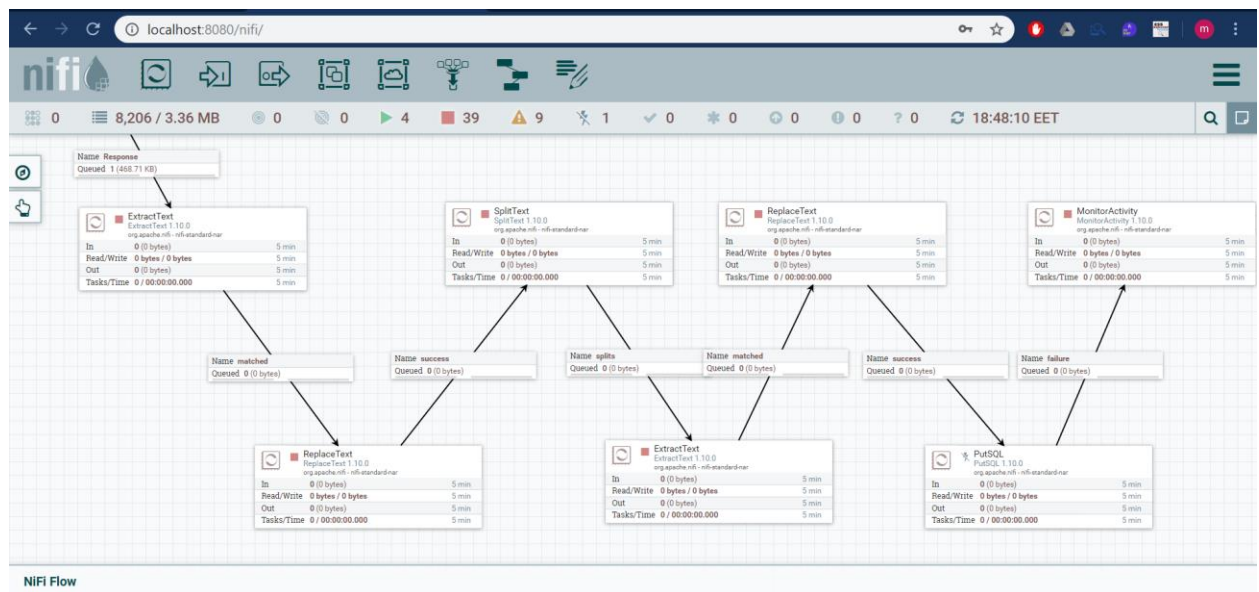 localhost:8080/nifi/
m
nifi
0 8,206 / 3.36 MB 0 0 4 39 9 1 0 0 0 0 ? 0 18:48:10 EET
Name Response
Queued 1 (468.71 KB)
ExtractText
ExtractText 1.10.0
org.apache.nifi - nifi-standard-nar
In 0 (0 bytes) 5 min
Read/Write 0 bytes / 0 bytes 5 min
Out 0 (0 bytes) 5 min
Tasks/Time 0 / 00:00:00.000 5 min
SplitText
SplitText 1.10.0
org.apache.nifi - nifi-standard-nar
In 0 (0 bytes) 5 min
Read/Write 0 bytes / 0 bytes 5 min
Out 0 (0 bytes) 5 min
Tasks/Time 0 / 00:00:00.000 5 min
ReplaceText
ReplaceText 1.10.0
org.apache.nifi - nifi-standard-nar
In 0 (0 bytes) 5 min
Read/Write 0 bytes / 0 bytes 5 min
Out 0 (0 bytes) 5 min
Tasks/Time 0 / 00:00:00.000 5 min
MonitorActivity
MonitorActivity 1.10.0
org.apache.nifi - nifi-standard-nar
In 0 (0 bytes) 5 min
Read/Write 0 bytes / 0 bytes 5 min
Out 0 (0 bytes) 5 min
Tasks/Time 0 / 00:00:00.000 5 min
Name matched
Queued 0 (0 bytes)
Name success
Queued 0 (0 bytes)
Name splits
Queued 0 (0 bytes)
Name matched
Queued 0 (0 bytes)
Name success
Queued 0 (0 bytes)
Name failure
Queued 0 (0 bytes)
ReplaceText
ReplaceText 1.10.0
org.apache.nifi - nifi-standard-nar
In 0 (0 bytes) 5 min
Read/Write 0 bytes / 0 bytes 5 min
Out 0 (0 bytes) 5 min
Tasks/Time 0 / 00:00:00.000 5 min
ExtractText
ExtractText 1.10.0
org.apache.nifi - nifi-standard-nar
In 0 (0 bytes) 5 min
Read/Write 0 bytes / 0 bytes 5 min
Out 0 (0 bytes) 5 min
Tasks/Time 0 / 00:00:00.000 5 min
PutSQL
PutSQL 1.10.0
org.apache.nifi - nifi-standard-nar
In 0 (0 bytes) 5 min
Read/Write 0 bytes / 0 bytes 5 min
Out 0 (0 bytes) 5 min
Tasks/Time 0 / 00:00:00.000 5 min
NiFi Flow